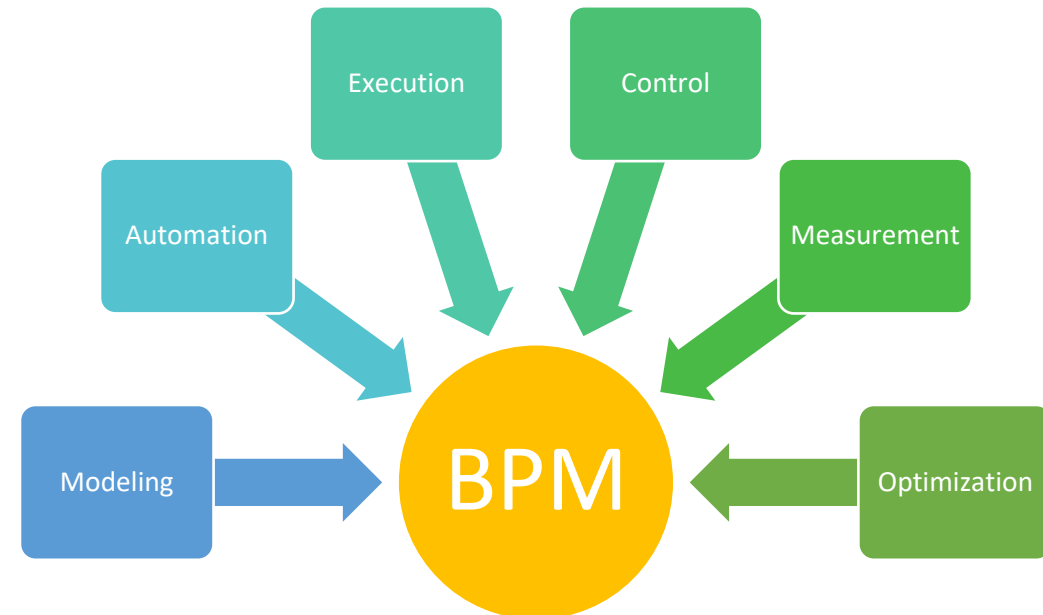 Execution
Control
Automation
Measurement
Modeling
BPM
Optimization